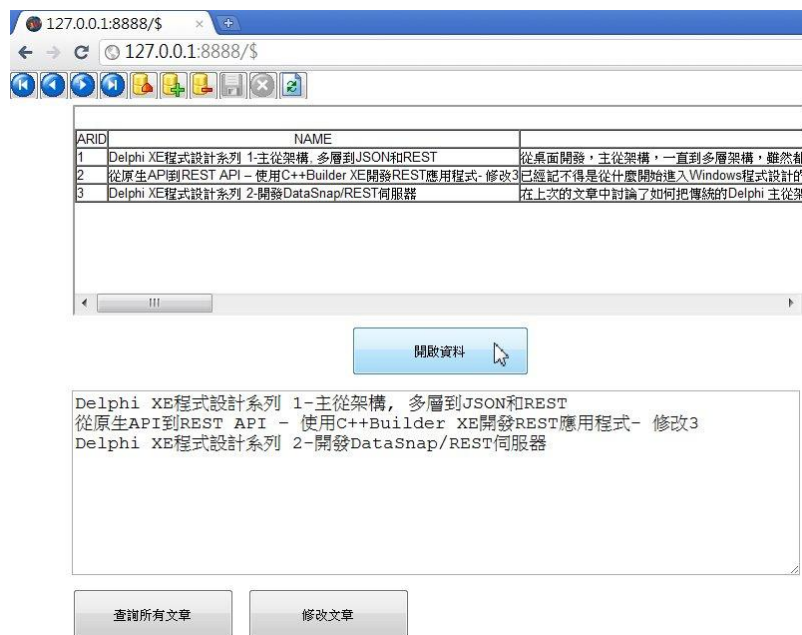 127.0.0.1:8888/$
127.0.0.1:8888/$
ARID NAME
1 Delphi XE程式設計系列 1-主從架構, 多層到JSON和REST 從桌面開發，主從架構，一直到多層架構，雖然都
2 從原生API到REST API – 使用C++Builder XE開發REST應用程式- 修改3 已經記不得是從什麼開始進入Windows程式設計的
3 Delphi XE程式設計系列 2-開發DataSnap/REST伺服器 在上次的文章中討論了如何把傳統的Delphi 主從架
開啟資料
Delphi XE程式設計系列 1-主從架構, 多層到JSON和REST
從原生API到REST API – 使用C++Builder XE開發REST應用程式- 修改3
Delphi XE程式設計系列 2-開發DataSnap/REST伺服器
查詢所有文章 修改文章